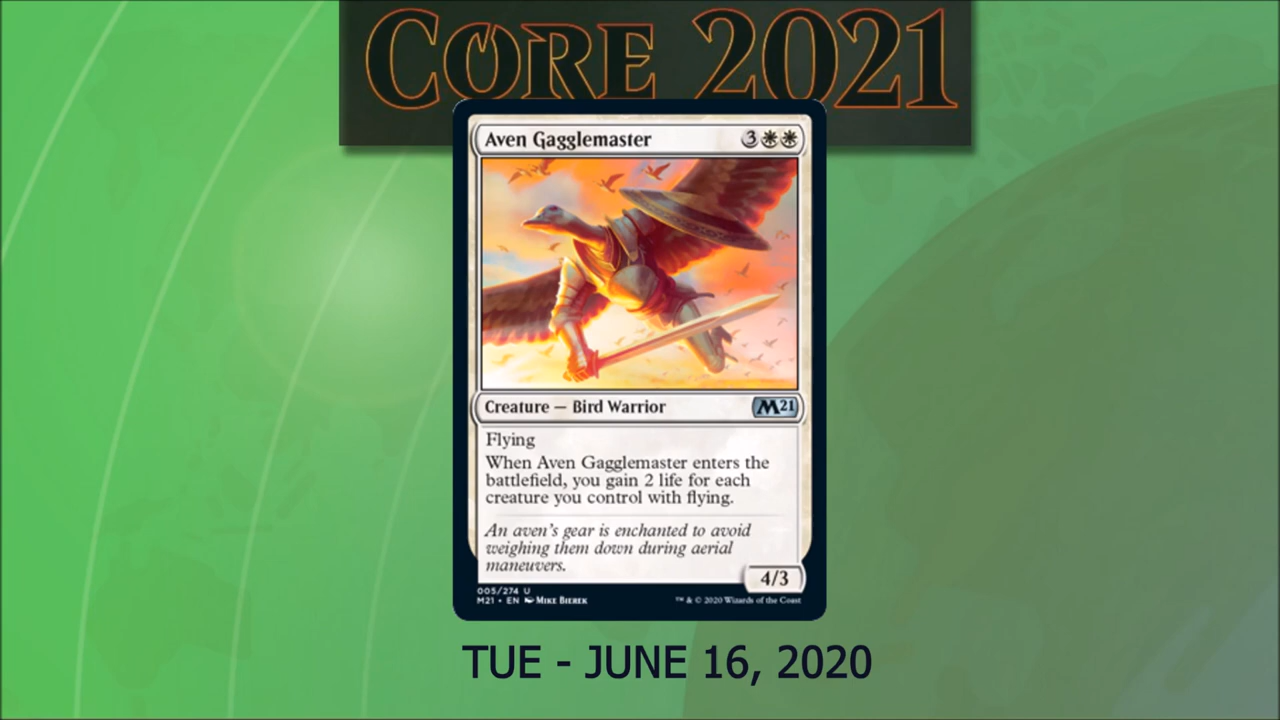 CORE 2021
Aven Gagglemaster 3
Creature — Bird Warrior M21
Flying
When Aven Gagglemaster enters the
battlefield, you gain 2 life for each
creature you control with flying.
An aven's gear is enchanted to avoid
weighing them down during aerial
maneuvers.
4/3
005/274 U
M21 • EN Mike Bierek ™ & © 2020 Wizards of the Coast
TUE - JUNE 16, 2020